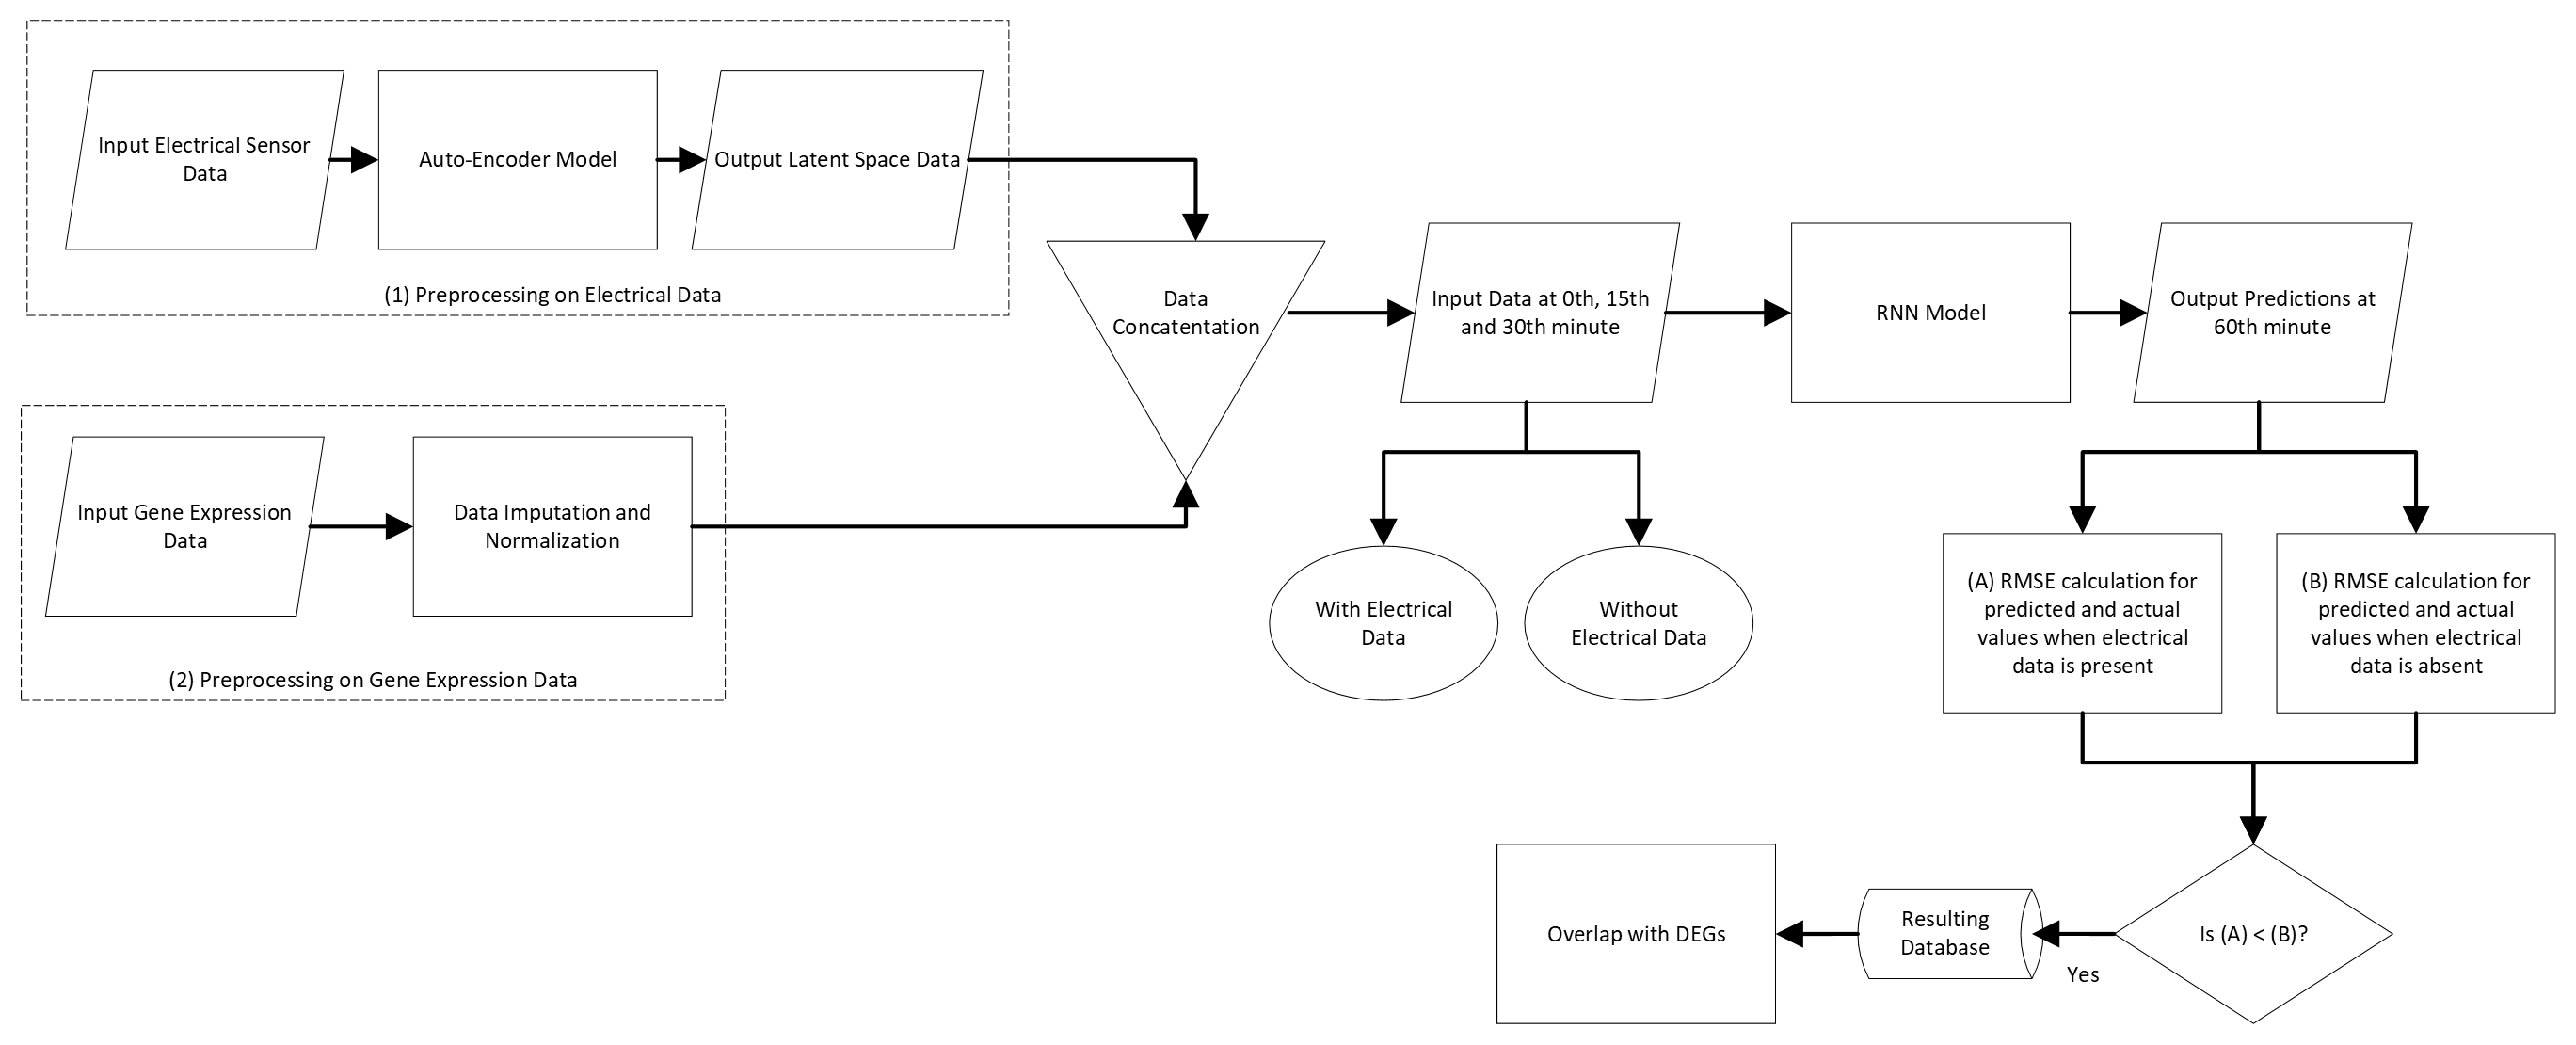 Input Electrical Sensor
Data
Auto-Encoder Model
Output Latent Space Data
(1) Preprocessing on Electrical Data
Input Gene Expression
Data
Data Imputation and
Normalization
(2) Preprocessing on Gene Expression Data
Data
Concatentation
Input Data at 0th, 15th
and 30th minute
RNN Model
Output Predictions at
60th minute
With Electrical
Data
Without
Electrical Data
(A) RMSE calculation for
predicted and actual
values when electrical
data is present
(B) RMSE calculation for
predicted and actual
values when electrical
data is absent
Is (A) < (B)?
Yes
Resulting
Database
Overlap with DEGs